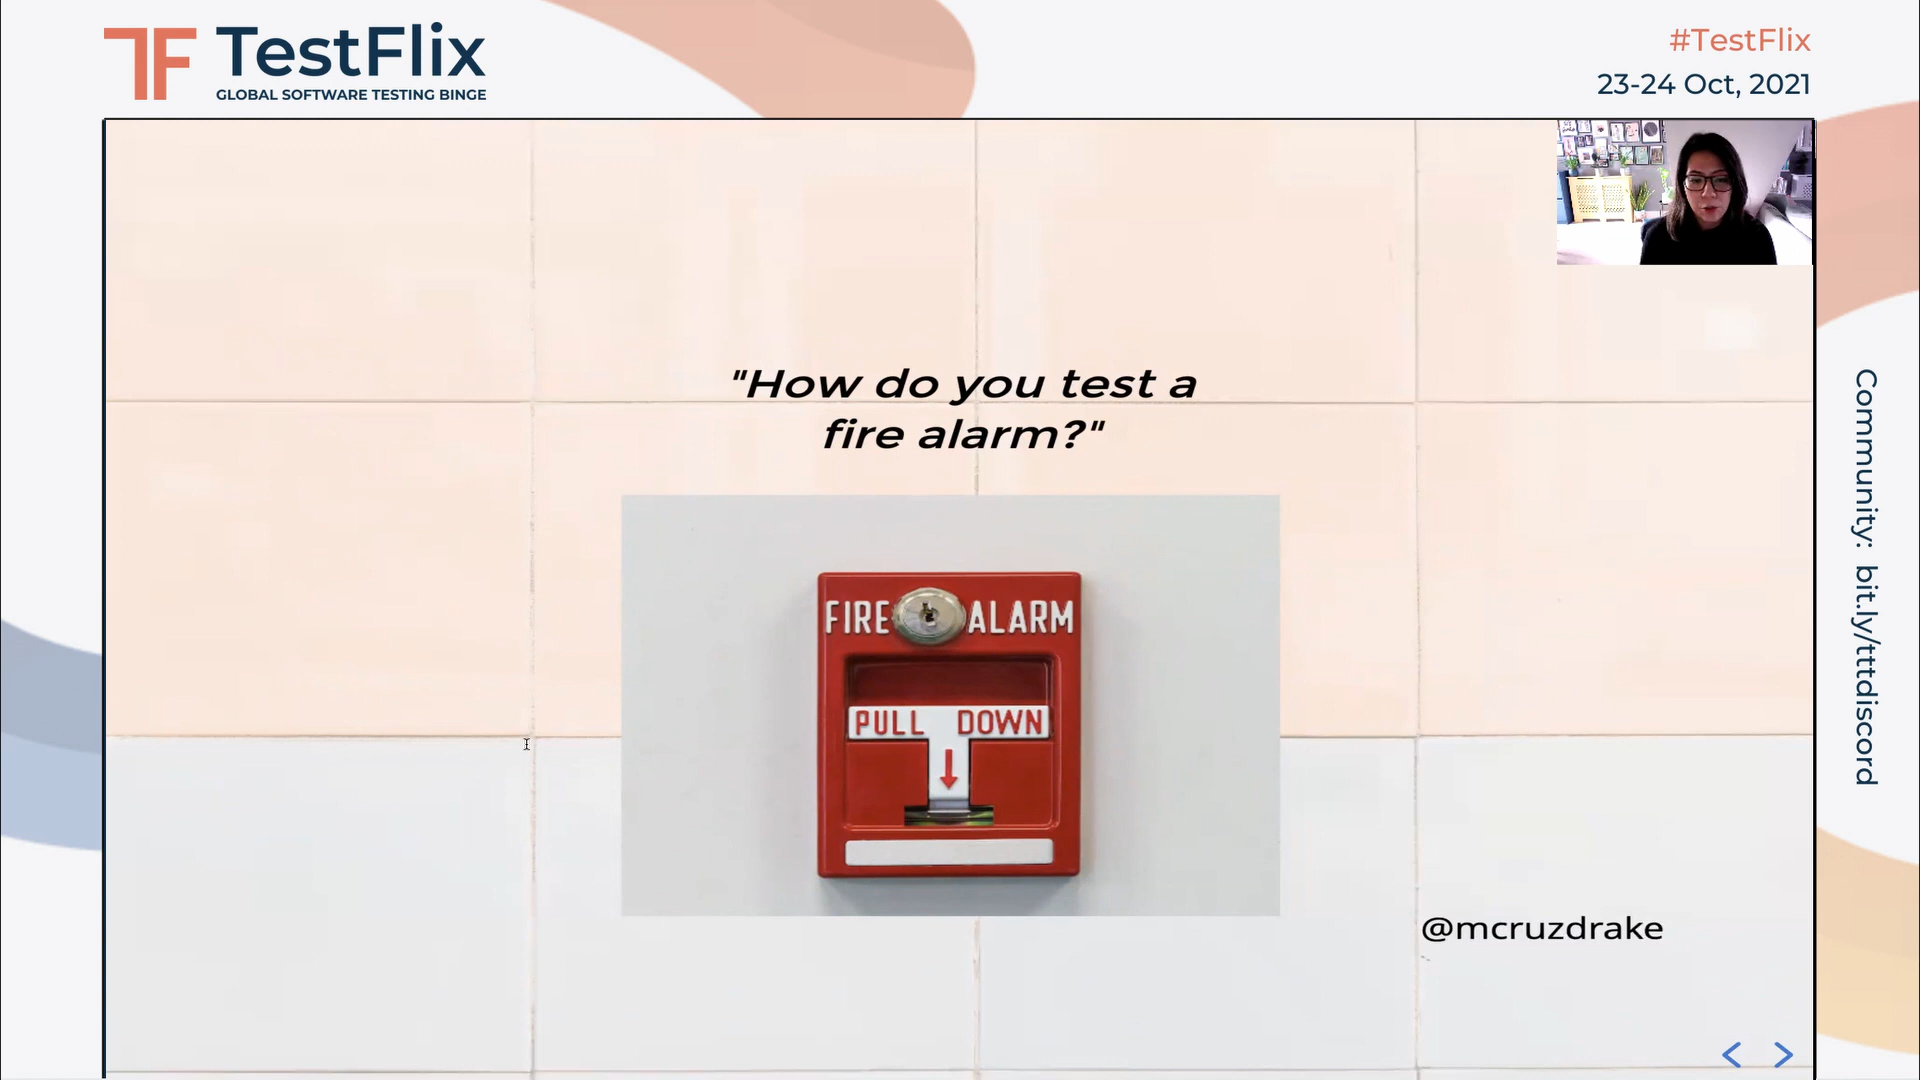 TF TestFlix
GLOBAL SOFTWARE TESTING BINGE
#TestFlix
23-24 Oct, 2021
"How do you test a
fire alarm?"
FIRE ALARM
PULL DOWN
@mcruzdrake
Community: bit.ly/tttdiscord